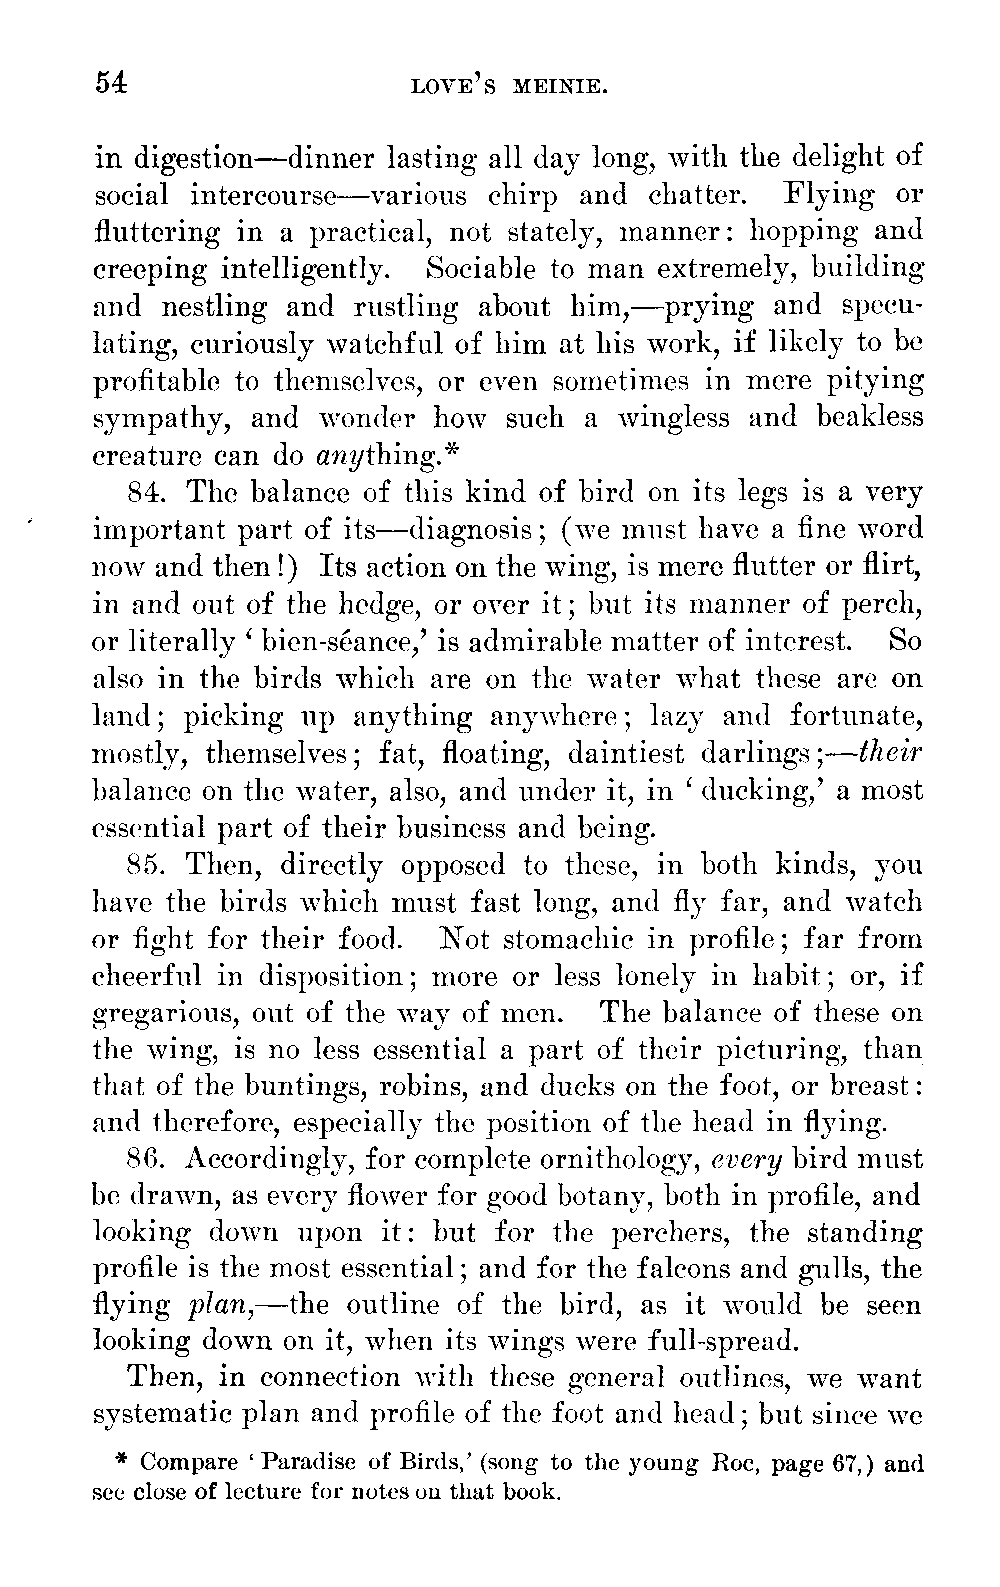 54 LOVE'S MEINIE.
in digestion—dinner lasting all day long, with the delight of
social intercourse—various chirp and chatter. Flying or
fluttering in a practical, not stately, manner: hopping and
creeping intelligently. Sociable to man extremely, building
and nestling and rustling about him,—prying and specu-
lating, curiously watchful of him at his work, if likely to be
profitable to themselves, or even sometimes in mere pitying
sympathy, and wonder how such a wingless and beakless
creature can do anything.*
84. The balance of this kind of bird on its legs is a very
important part of its—diagnosis; (we must have a fine word
now and then!) Its action on the wing, is mere flutter or flirt,
in and out of the hedge, or over it; but its manner of perch,
or literally ‘bien-séance,’ is admirable matter of interest. So
also in the birds which are on the water what these are on
land; picking up anything anywhere; lazy and fortunate,
mostly, themselves; fat, floating, daintiest darlings;—their
balance on the water, also, and under it, in ‘ducking,’ a most
essential part of their business and being.
85. Then, directly opposed to these, in both kinds, you
have the birds which must fast long, and fly far, and watch
or fight for their food. Not stomachic in profile; far from
cheerful in disposition; more or less lonely in habit; or, if
gregarious, out of the way of men. The balance of these on
the wing, is no less essential a part of their picturing, than
that of the buntings, robins, and ducks on the foot, or breast:
and therefore, especially the position of the head in flying.
86. Accordingly, for complete ornithology, every bird must
be drawn, as every flower for good botany, both in profile, and
looking down upon it: but for the perchers, the standing
profile is the most essential; and for the falcons and gulls, the
flying plan,—the outline of the bird, as it would be seen
looking down on it, when its wings were full-spread.
Then, in connection with these general outlines, we want
systematic plan and profile of the foot and head; but since we
* Compare ‘Paradise of Birds,’ (song to the young Roc, page 67,) and
see close of lecture for notes on that book.